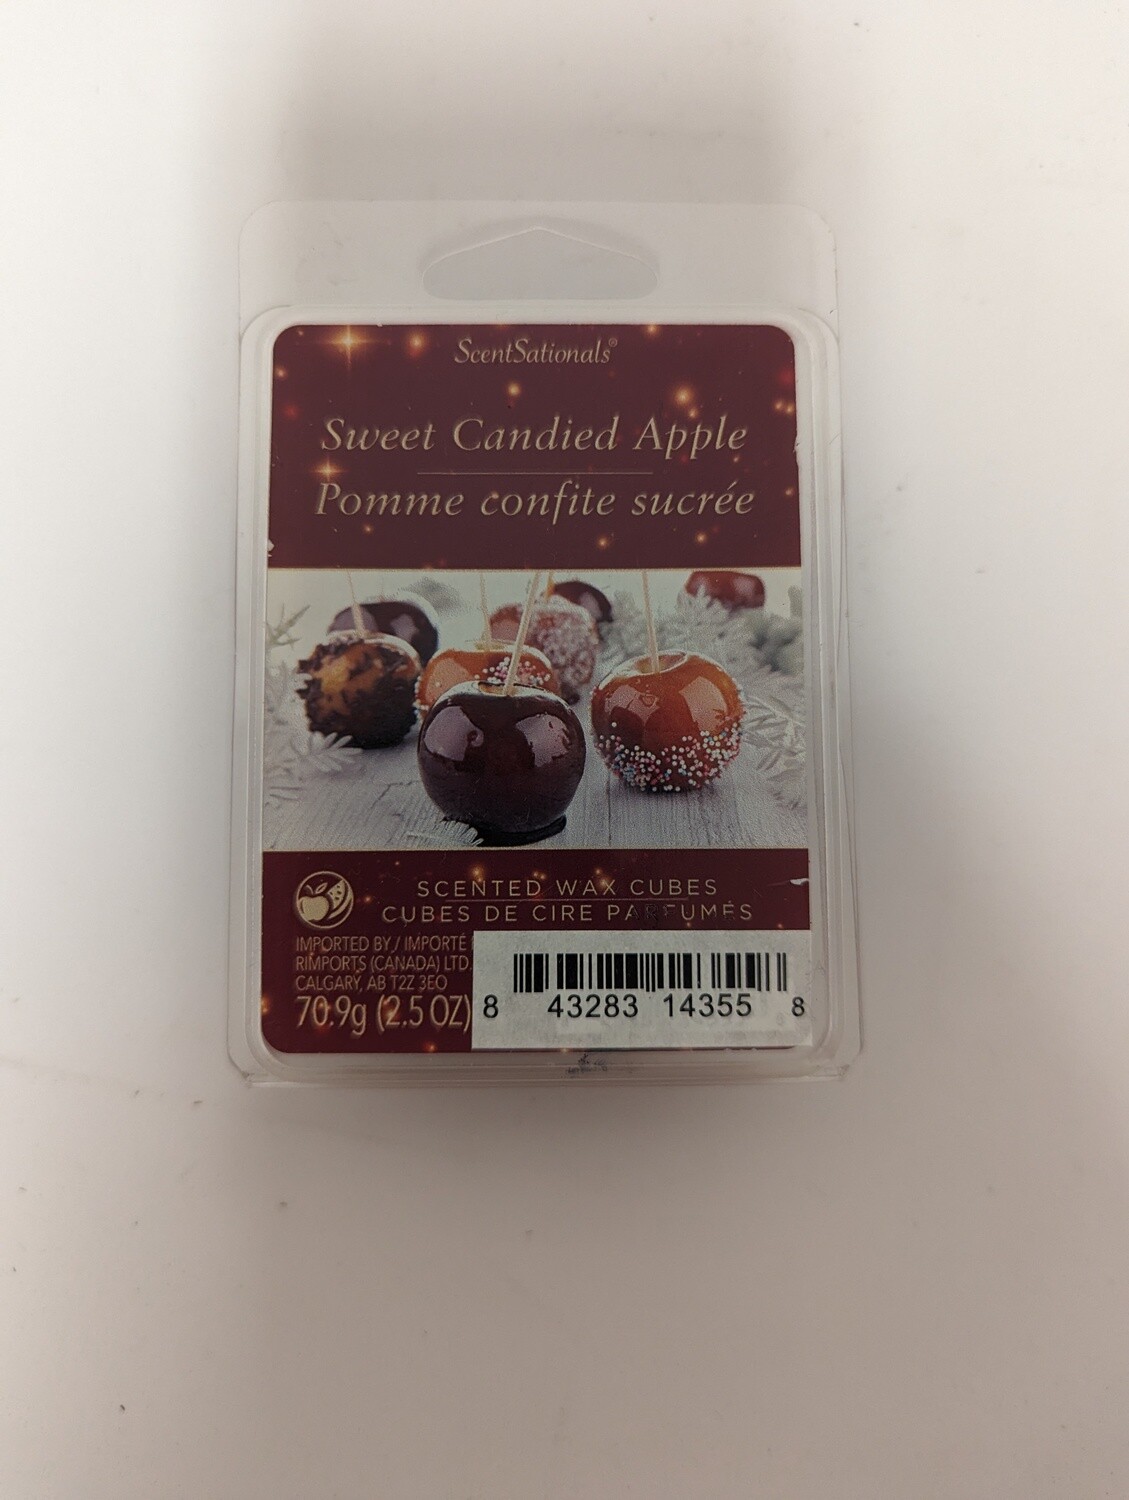 ScentSationals®
Sweet Candied Apple
Pomme confite sucrée
SCENTED WAX CUBES
CUBES DE CIRE PARFUMÉS
IMPORTED BY / IMPORTÉ
RIMPORTS (CANADA) LTD.
CALGARY, AB T2Z 3E0
70.9g (2.5 OZ)
8 43283 14355 8